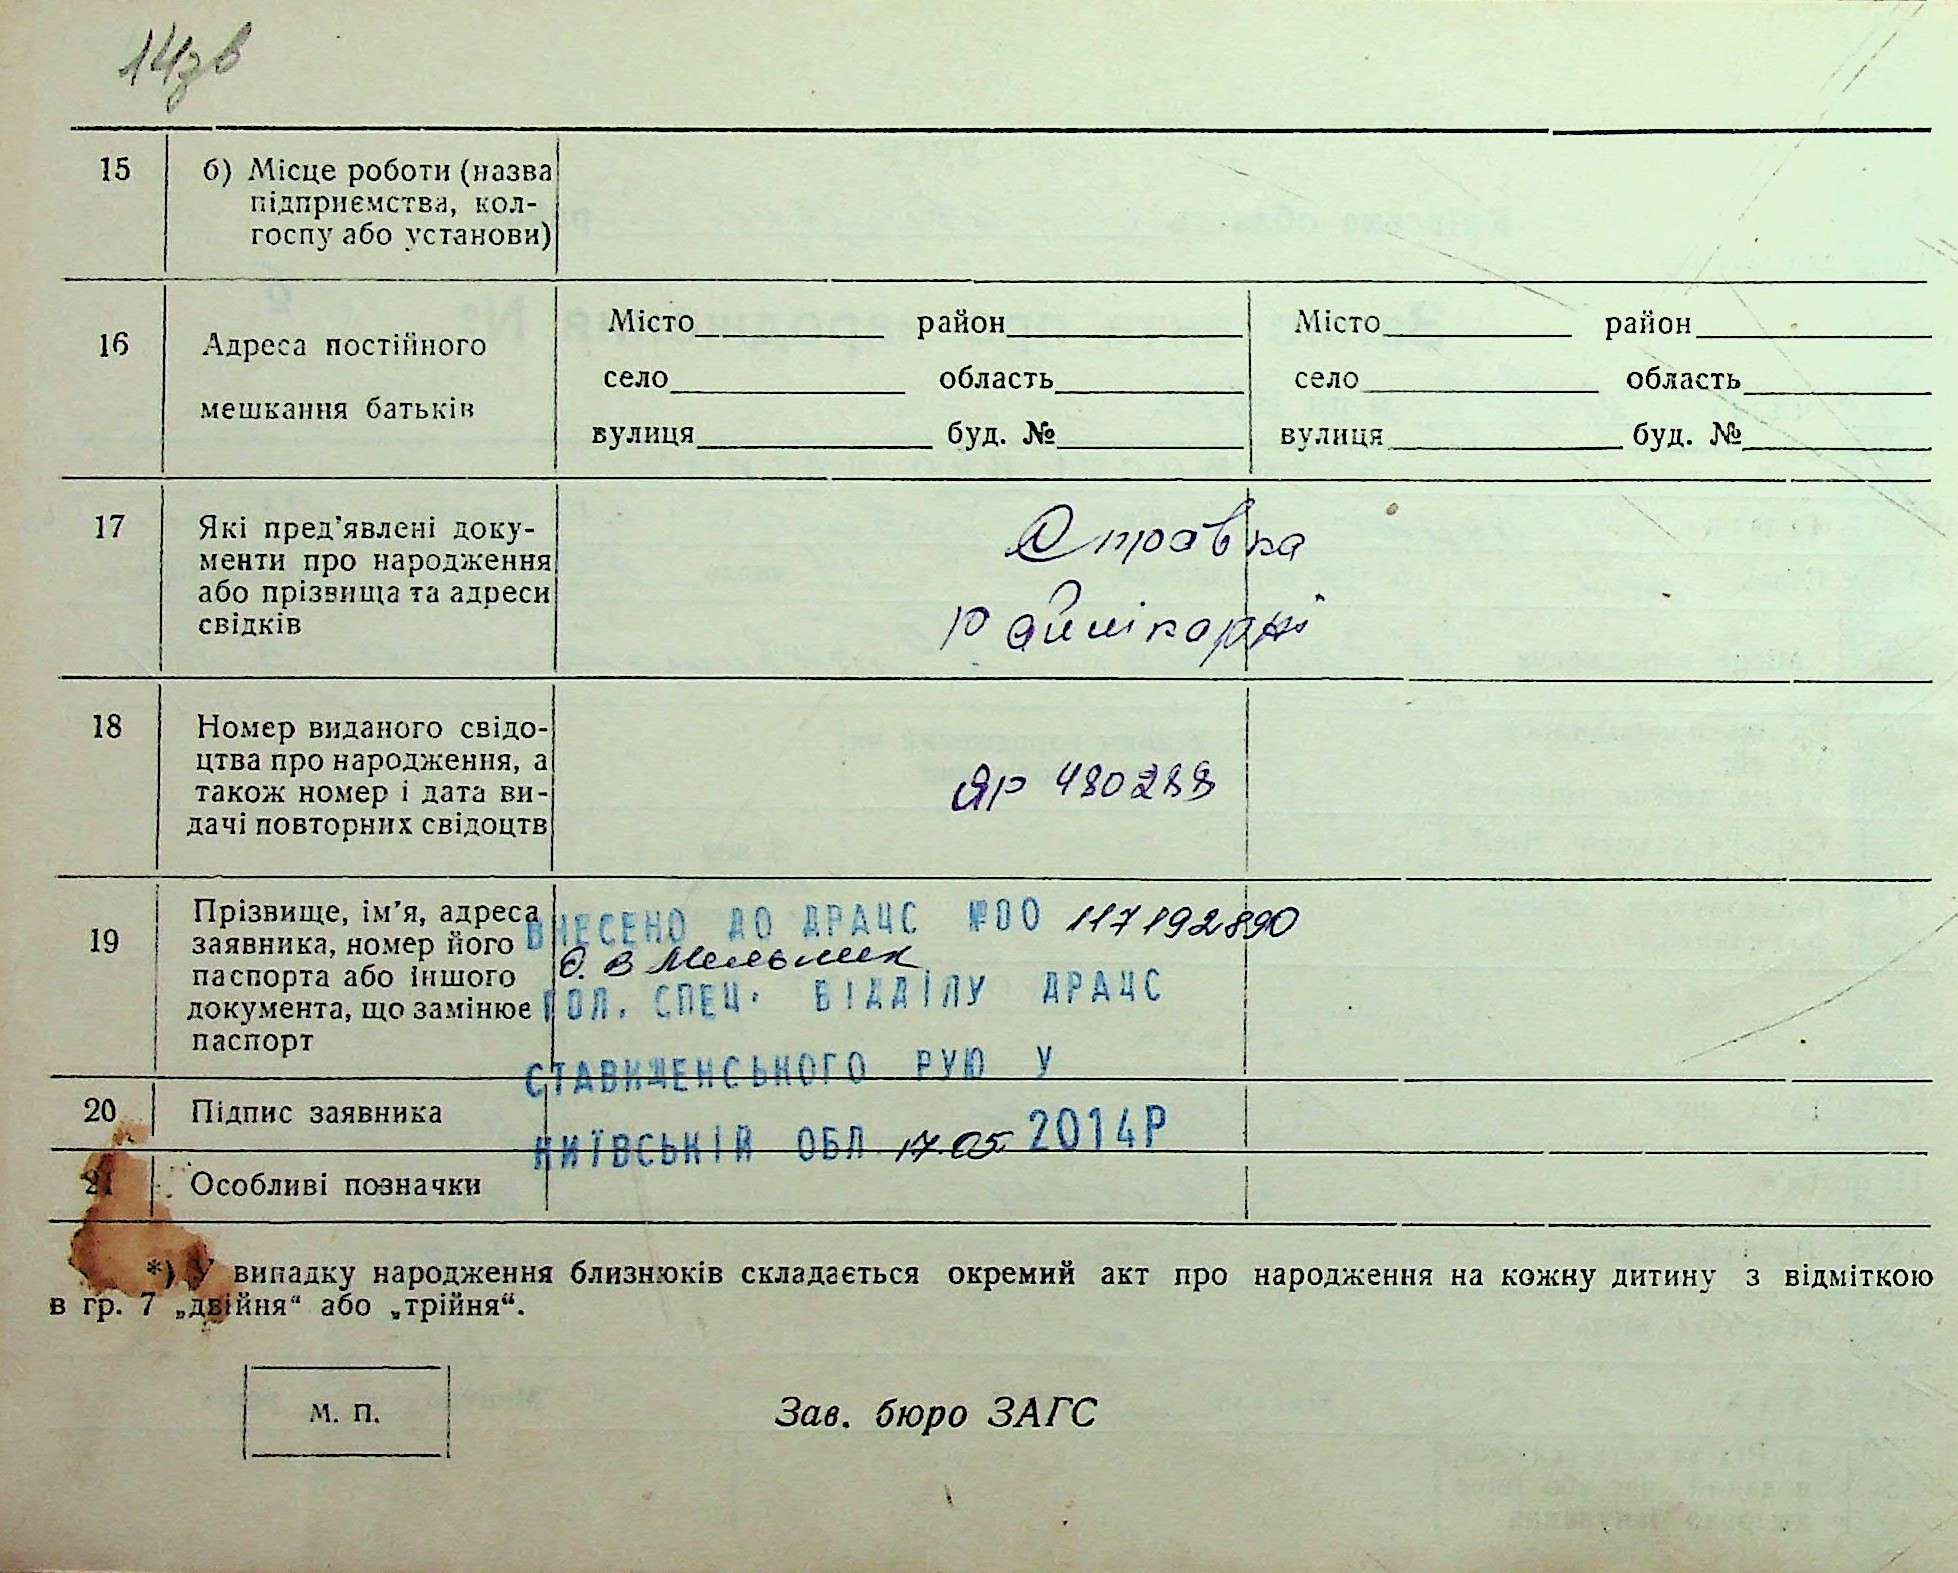 14зв
15
б) Місце роботи (назва
підприємства, кол-
госпу або установи)
16
Адреса постійного
мешкання батьків
Місто район Місто район
село область село область
вулиця буд. № вулиця буд. №
17
Які пред'явлені доку-
менти про народження
або прізвища та адреси
свідків
Справка
райлікарні
18
Номер виданого свідо-
цтва про народження, а
також номер і дата ви-
дачі повторних свідоцтв
ЯР
19
Прізвище, ім'я, адреса
заявника, номер його
паспорта або іншого
документа, що замінює
паспорт
ВНЕСЕНО ДО ДРАЦС №00 117192890
О. В Мельник
ГОЛ. СПЕЦ. ВІДДІЛУ ДРАЦС
СТАВИЩЕНСЬКОГО РУЮ У
КИЇВСЬКІЙ ОБЛ 17.05 2014Р
20
Підпис заявника
21
Особливі позначки
*) У випадку народження близнюків складається окремий акт про народження на кожну дитину з відміткою
в гр. 7 „двійня“ або „трійня“.
М. П.
Зав. бюро ЗАГС